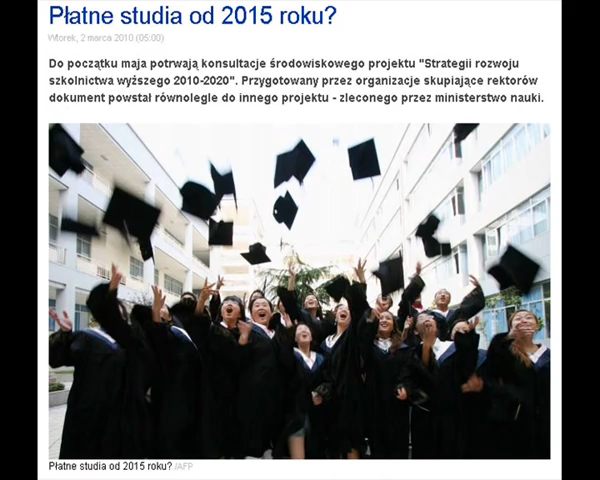 Płatne studia od 2015 roku?
Wtorek, 2 marca 2010 (05:00)
Do początku maja potrwają konsultacje środowiskowego projektu "Strategii rozwoju
szkolnictwa wyższego 2010-2020". Przygotowany przez organizacje skupiające rektorów
dokument powstał równolegle do innego projektu - zleconego przez ministerstwo nauki.
Płatne studia od 2015 roku? /AFP